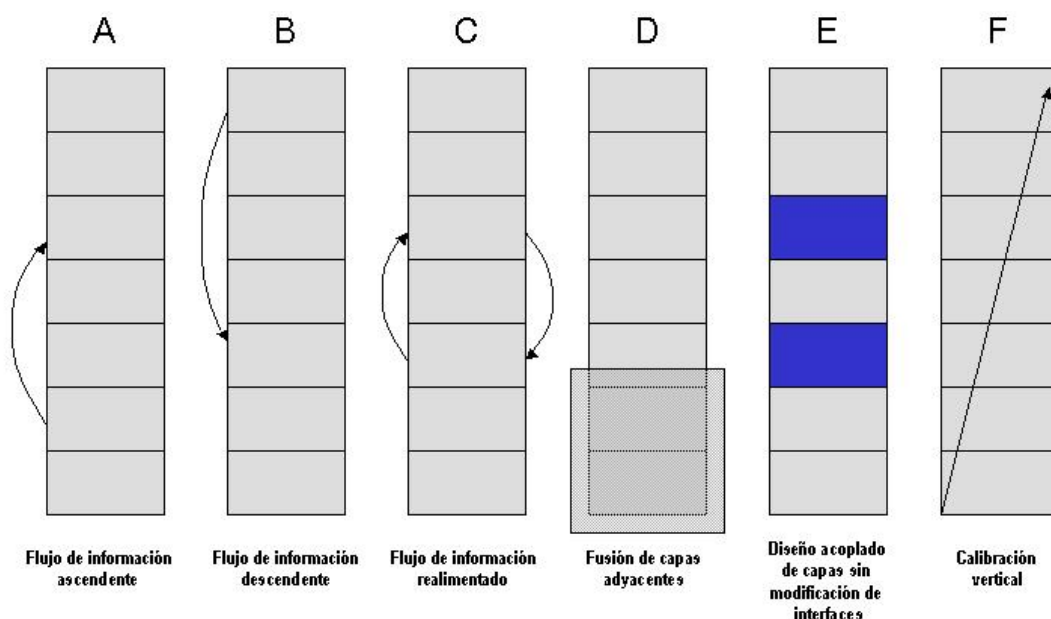 A B C D E F
Flujo de información
ascendente
Flujo de información
descendente
Flujo de información
realimentado
Fusión de capas
adyacentes
Diseño acoplado
de capas sin
modificación de
interfaces
Calibración
vertical